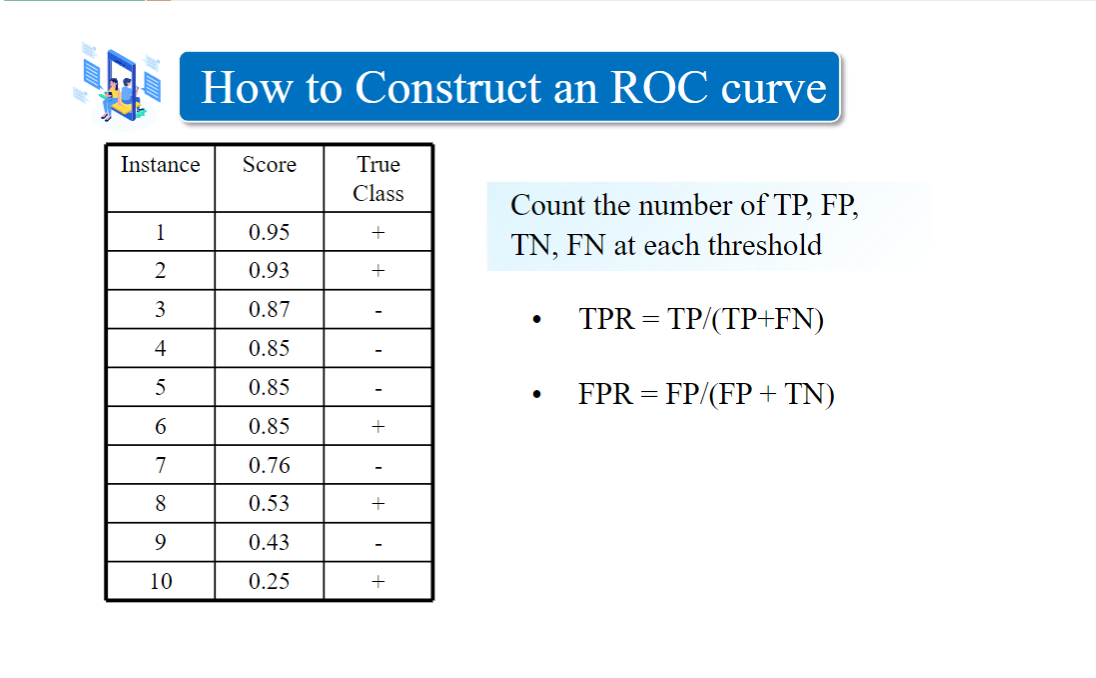 How to Construct an ROC curve
Instance Score True
Class
1 0.95 +
2 0.93 +
3 0.87 -
4 0.85 -
5 0.85 -
6 0.85 +
7 0.76 -
8 0.53 +
9 0.43 -
10 0.25 +
Count the number of TP, FP,
TN, FN at each threshold
• TPR = TP/(TP+FN)
• FPR = FP/(FP + TN)